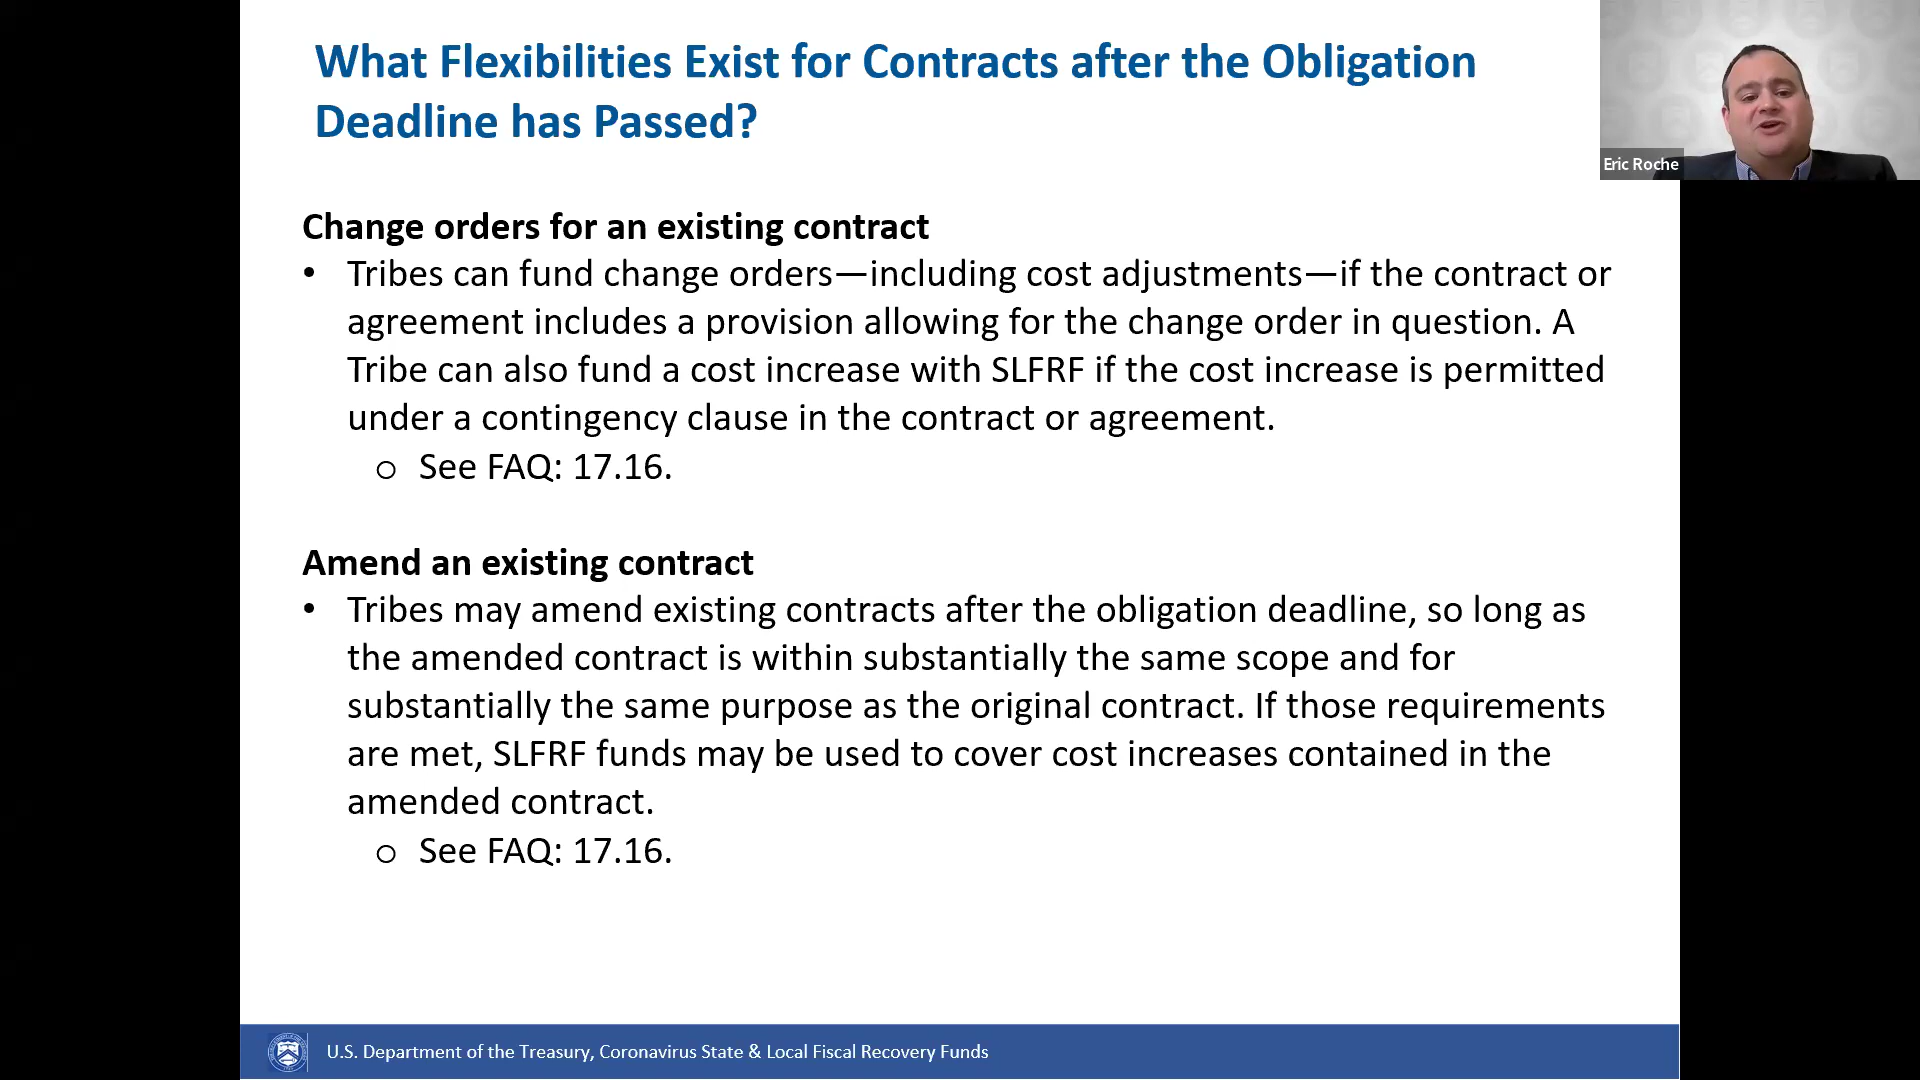 What Flexibilities Exist for Contracts after the Obligation
Deadline has Passed?
Eric Roche
Change orders for an existing contract
• Tribes can fund change orders—including cost adjustments—if the contract or
agreement includes a provision allowing for the change order in question. A
Tribe can also fund a cost increase with SLFRF if the cost increase is permitted
under a contingency clause in the contract or agreement.
o See FAQ: 17.16.
Amend an existing contract
• Tribes may amend existing contracts after the obligation deadline, so long as
the amended contract is within substantially the same scope and for
substantially the same purpose as the original contract. If those requirements
are met, SLFRF funds may be used to cover cost increases contained in the
amended contract.
o See FAQ: 17.16.
U.S. Department of the Treasury, Coronavirus State & Local Fiscal Recovery Funds